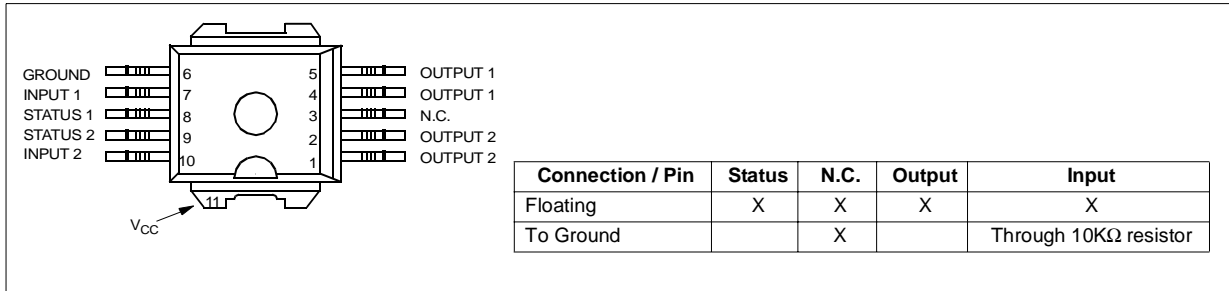 GROUND 6 5 OUTPUT 1
INPUT 1 7 4 OUTPUT 1
STATUS 1 8 3 N.C.
STATUS 2 9 2 OUTPUT 2
INPUT 2 10 1 OUTPUT 2
11
VCC
Connection / Pin Status N.C. Output Input
Floating X X X X
To Ground X Through 10KΩ resistor